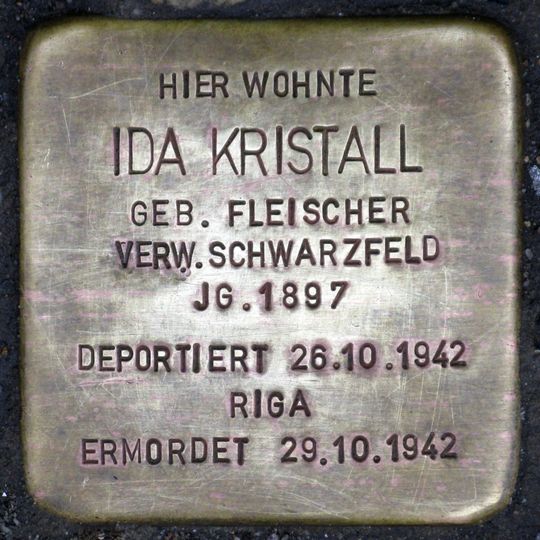 HIER WOHNTE
IDA KRISTALL
GEB. FLEISCHER
VERW. SCHWARZFELD
JG. 1897
DEPORTIERT 26.10.1942
RIGA
ERMORDET 29.10.1942